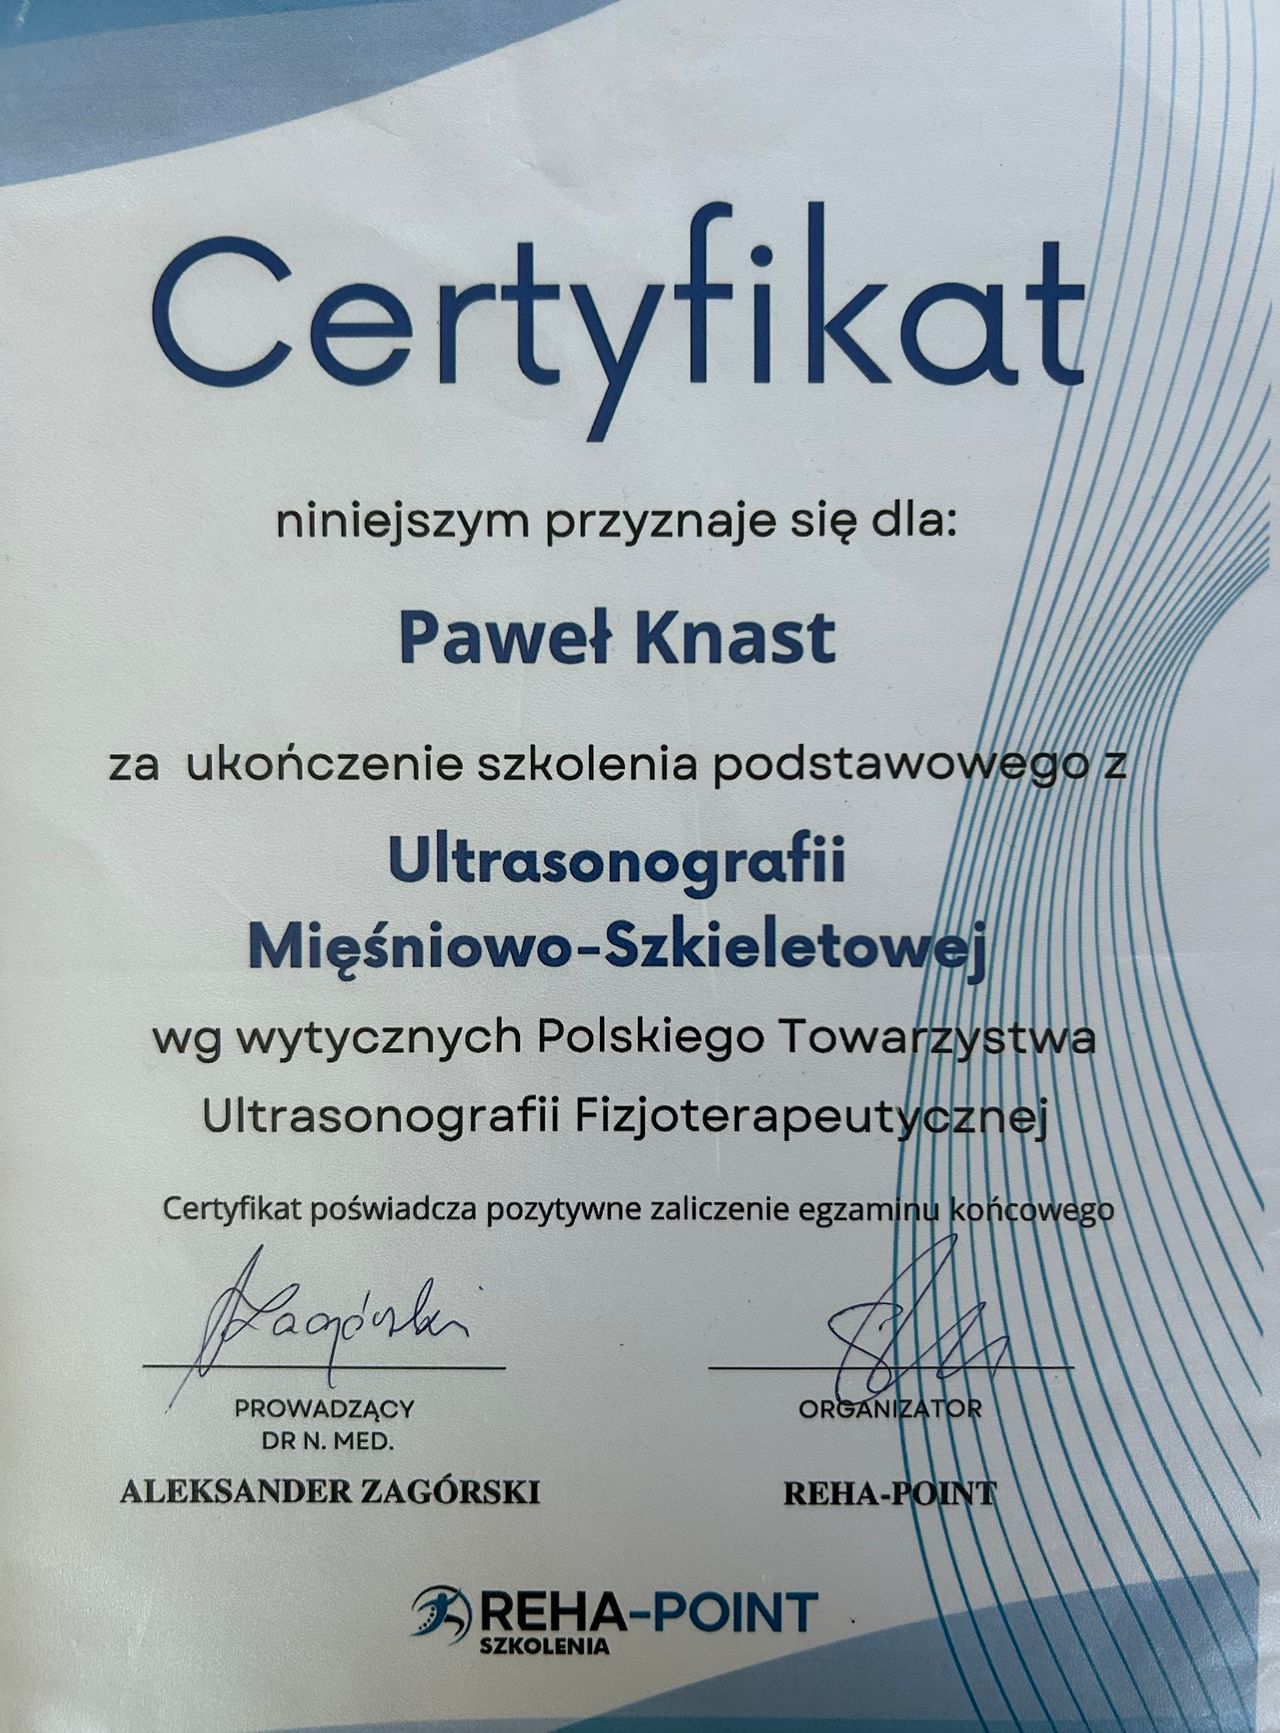 Certyfikat
niniejszym przyznaje się dla:
Paweł Knast
za ukończenie szkolenia podstawowego z
Ultrasonografii
Mięśniowo-Szkieletowej
wg wytycznych Polskiego Towarzystwa
Ultrasonografii Fizjoterapeutycznej
Certyfikat poświadcza pozytywne zaliczenie egzaminu końcowego
AZagórski
PROWADZĄCY
DR N. MED.
ALEKSANDER ZAGÓRSKI
ORGANIZATOR
REHA-POINT
REHA-POINT
SZKOLENIA